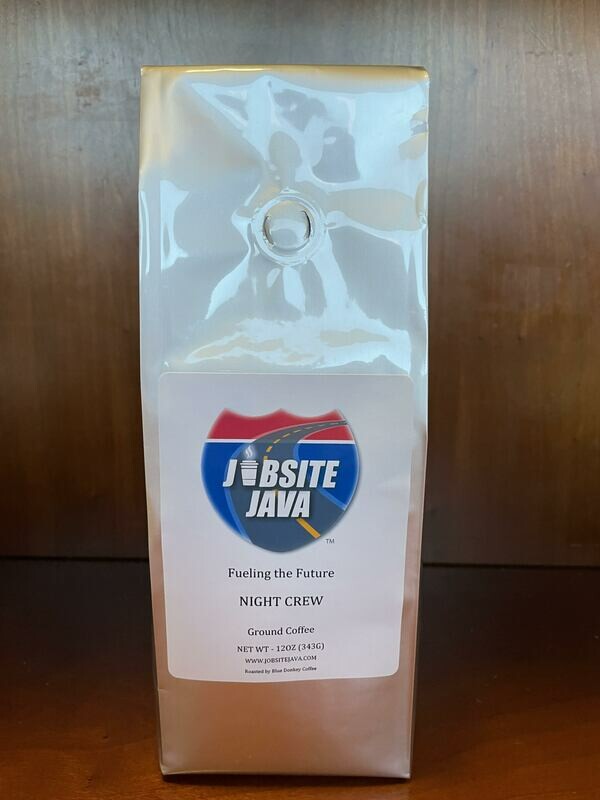 J BSITE
JAVA
TM
Fueling the Future
NIGHT CREW
Ground Coffee
NET WT - 12OZ (343G)
WWW.JOBSITEJAVA.COM
Roasted by Blue Donkey Coffee